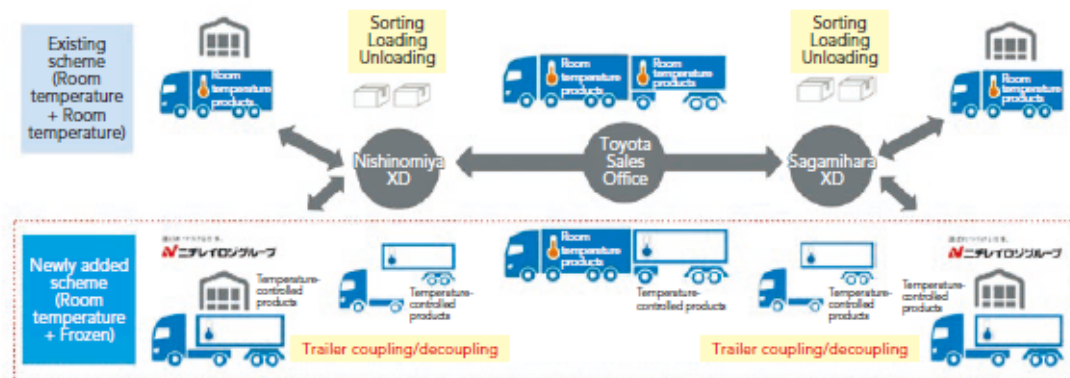 Existing
scheme
(Room
temperature
+ Room
temperature)
Room
temperature
products
Sorting
Loading
Unloading
Room
temperature
products
Room
temperature
products
Sorting
Loading
Unloading
Room
temperature
products
Nishinomiya
XD
Toyota
Sales
Office
Sagamihara
XD
Newly added
scheme
(Room
temperature
+ Frozen)
ニチレイロジグループ
Temperature-
controlled
products
Temperature-
controlled
products
Room
temperature
products
Temperature-
controlled products
Temperature-
controlled
products
ニチレイロジグループ
Temperature-
controlled
products
Trailer coupling/decoupling
Trailer coupling/decoupling